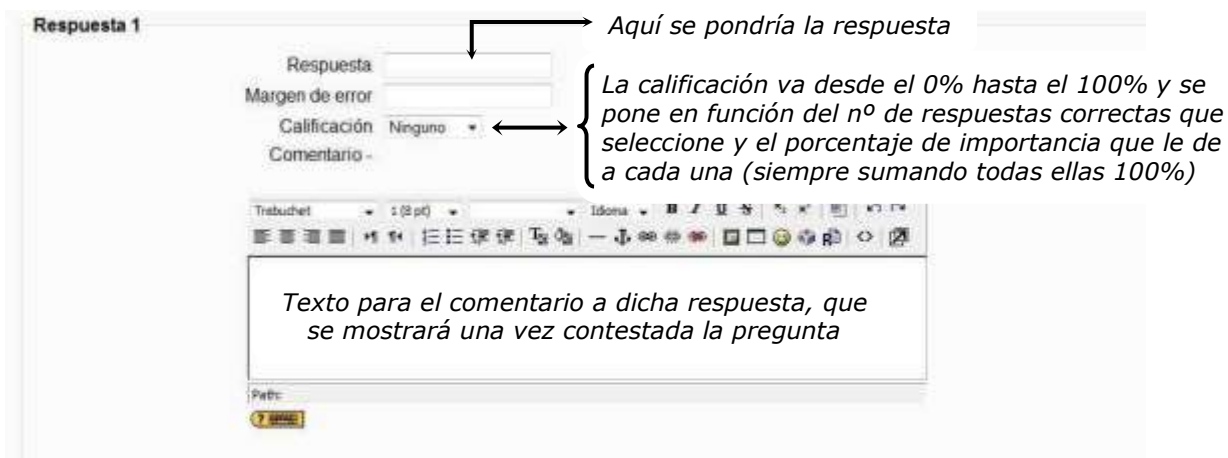 Respuesta 1
Aquí se pondría la respuesta
Respuesta
Margen de error
Calificación Ninguno
Comentario -
La calificación va desde el 0% hasta el 100% y se
pone en función del nº de respuestas correctas que
seleccione y el porcentaje de importancia que le de
a cada una (siempre sumando todas ellas 100%)
Trebuchet 1 (8 pt) Idioma B I U S
Texto para el comentario a dicha respuesta, que
se mostrará una vez contestada la pregunta
Path: